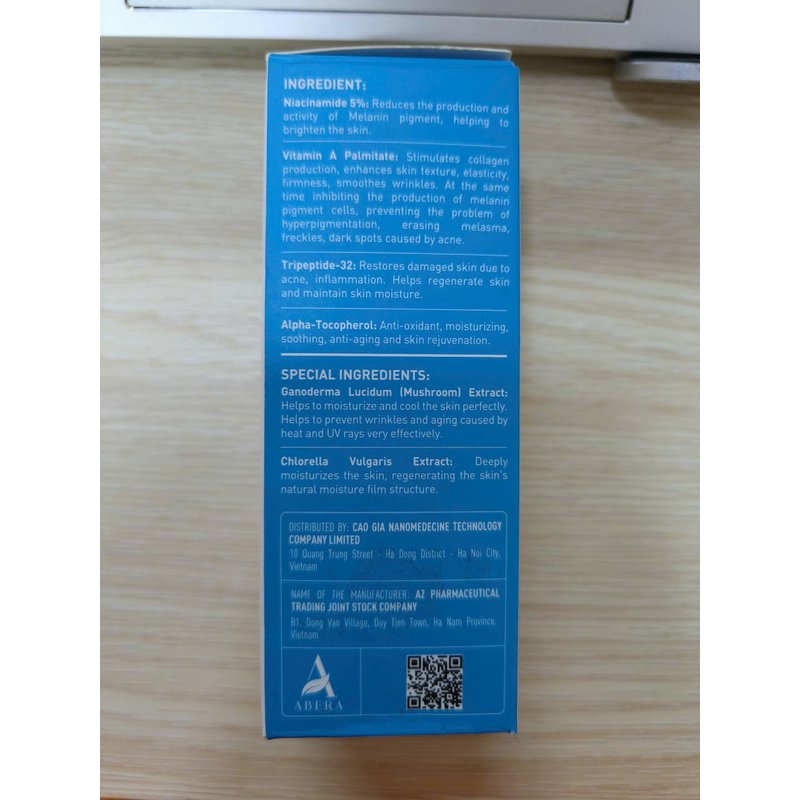 INGREDIENT:
Niacinamide 5%: Reduces the production and
activity of Melanin pigment, helping to
brighten the skin.
Vitamin A Palmitate: Stimulates collagen
production, enhances skin texture, elasticity,
firmness, smoothes wrinkles. At the same
time inhibiting the production of melanin
pigment cells, preventing the problem of
hyperpigmentation, erasing melasma,
freckles, dark spots caused by acne.
Tripeptide-32: Restores damaged skin due to
acne, inflammation. Helps regenerate skin
and maintain skin moisture.
Alpha-Tocopherol: Anti-oxidant, moisturizing,
soothing, anti-aging and skin rejuvenation.
SPECIAL INGREDIENTS:
Ganoderma Lucidum (Mushroom) Extract:
Helps to moisturize and cool the skin perfectly.
Helps to prevent wrinkles and aging caused by
heat and UV rays very effectively.
Chlorella Vulgaris Extract: Deeply
moisturizes the skin, regenerating the skin's
natural moisture film structure.
DISTRIBUTED BY: CAO GIA NANOMEDECINE TECHNOLOGY
COMPANY LIMITED
10 Quang Trung Street - Ha Dong District - Ha Noi City,
Vietnam
NAME OF THE MANUFACTURER: AZ PHARMACEUTICAL
TRADING JOINT STOCK COMPANY
B1, Dong Van Village, Duy Tien Town, Ha Nam Province,
Vietnam
ABERA